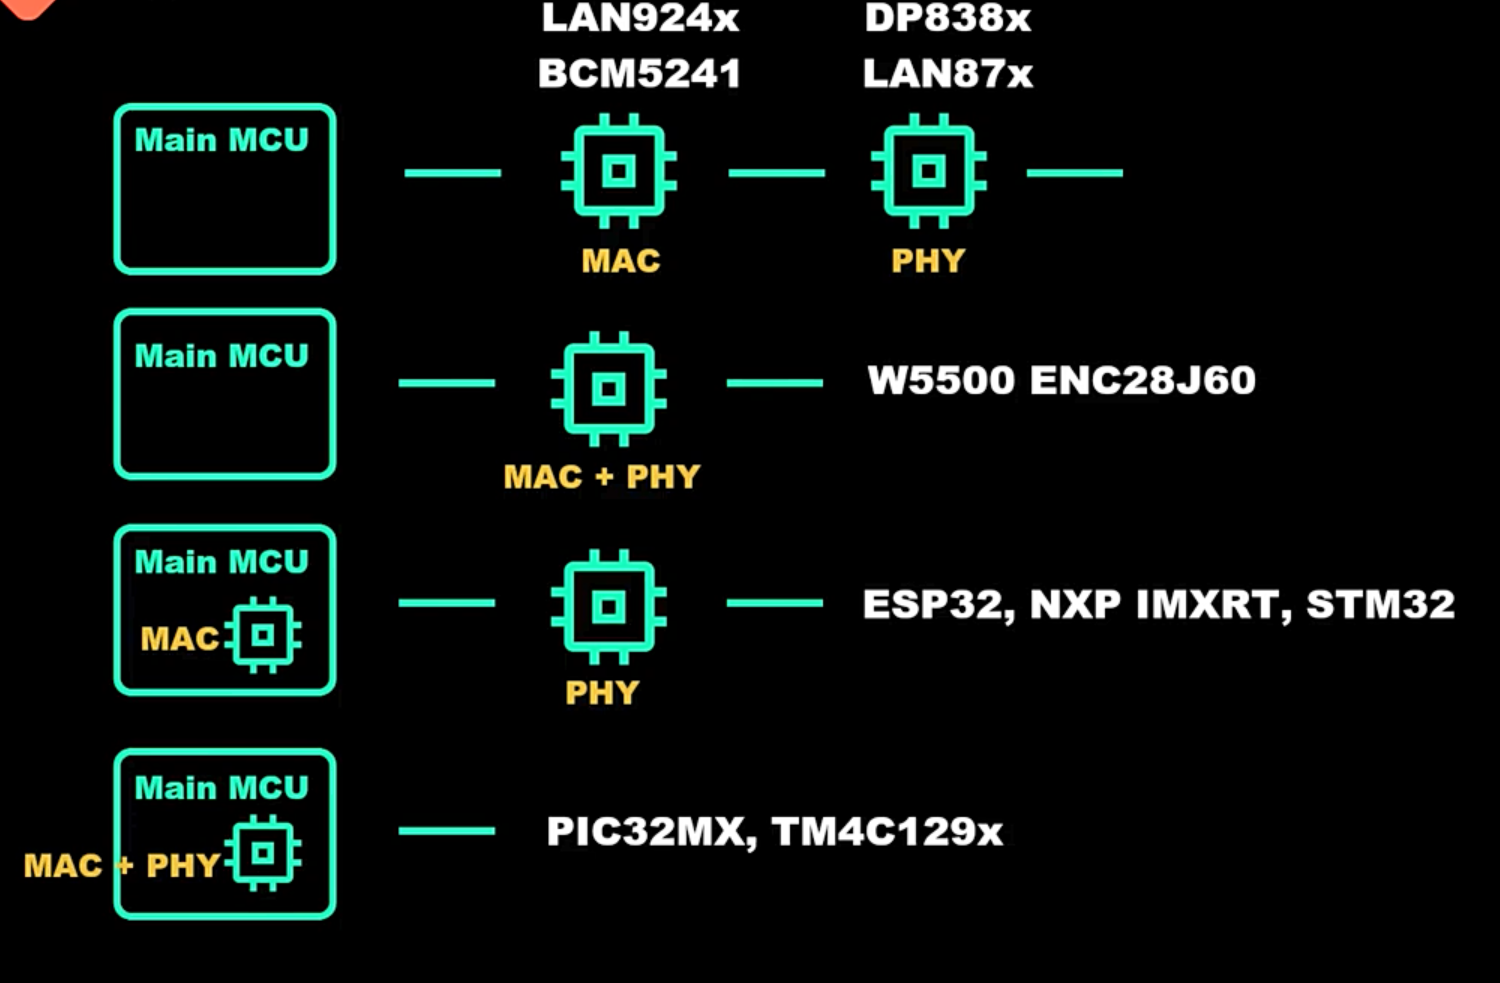 LAN924x DP838x
BCM5241 LAN87x
Main MCU
MAC PHY
Main MCU
W5500 ENC28J60
MAC + PHY
Main MCU
MAC
ESP32, NXP IMXRT, STM32
PHY
Main MCU
MAC + PHY
PIC32MX, TM4C129x